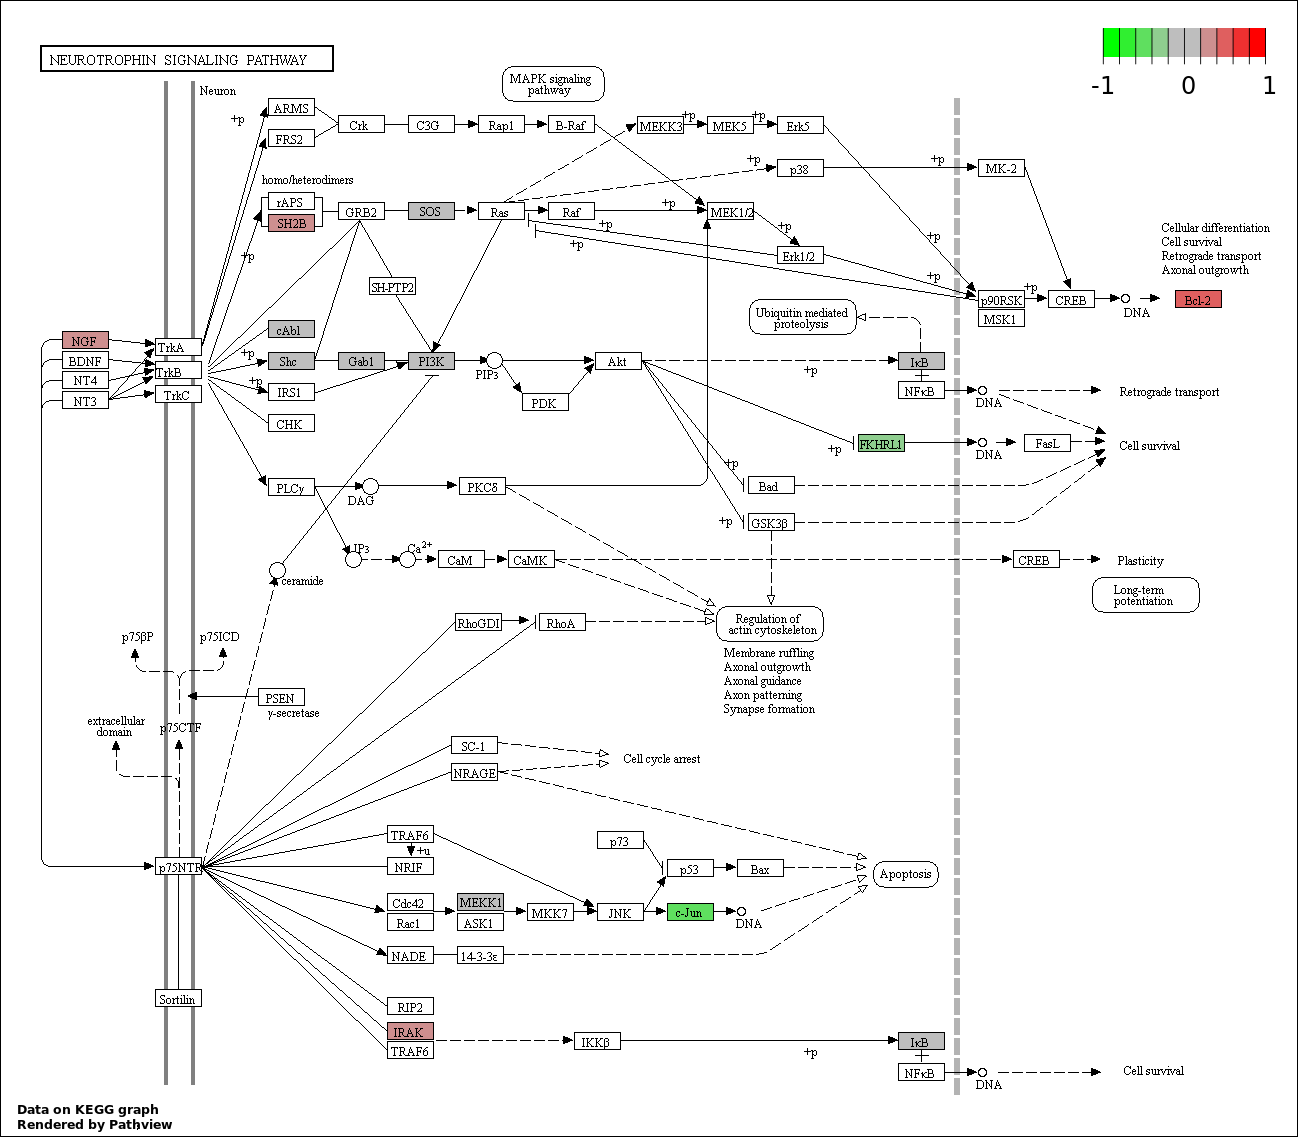 NEUROTROPHIN SIGNALING PATHWAY
-1 0 1
Neuron
MAPK signaling
pathway
+p
ARMS
FRS2
Crk
C3G
Rap1
B-Raf
MEKK3
+p
MEK5
+p
Erk5
+p
p38
+p
MK-2
homo/heterodimers
rAPS
SH2B
GRB2
SOS
Ras
Raf
+p
MEK1/2
+p
+p
+p
Erk1/2
+p
+p
+p
SH-PTP2
p90RSK
MSK1
+p
CREB
DNA
Bcl-2
Cellular differentiation
Cell survival
Retrograde transport
Axonal outgrowth
Ubiquitin mediated
proteolysis
NGF
BDNF
NT4
NT3
TrkA
TrkB
TrkC
cAbl
+p
Shc
Gab1
PI3K
PIP3
Akt
+p
IκB
+p
IRS1
CHK
PDK
NFκB
DNA
Retrograde transport
+p
FKHRL1
DNA
FasL
Cell survival
PLCγ
DAG
PKCδ
+p
Bad
+p
GSK3β
IP3
Ca2+
CaM
CaMK
CREB
Plasticity
Long-term
potentiation
ceramide
RhoGDI
RhoA
Regulation of
actin cytoskeleton
Membrane ruffling
Axonal outgrowth
Axonal guidance
Axon patterning
Synapse formation
p75βP
p75ICD
PSEN
γ-secretase
extracellular
domain
p75CTF
SC-1
NRAGE
Cell cycle arrest
TRAF6
+u
NRIF
p73
p53
Bax
Apoptosis
p75NTR
Cdc42
Rac1
MEKK1
ASK1
MKK7
JNK
c-Jun
DNA
NADE
14-3-3ε
Sortilin
RIP2
IRAK
TRAF6
IKKβ
+p
IκB
NFκB
DNA
Cell survival
Data on KEGG graph
Rendered by Pathview